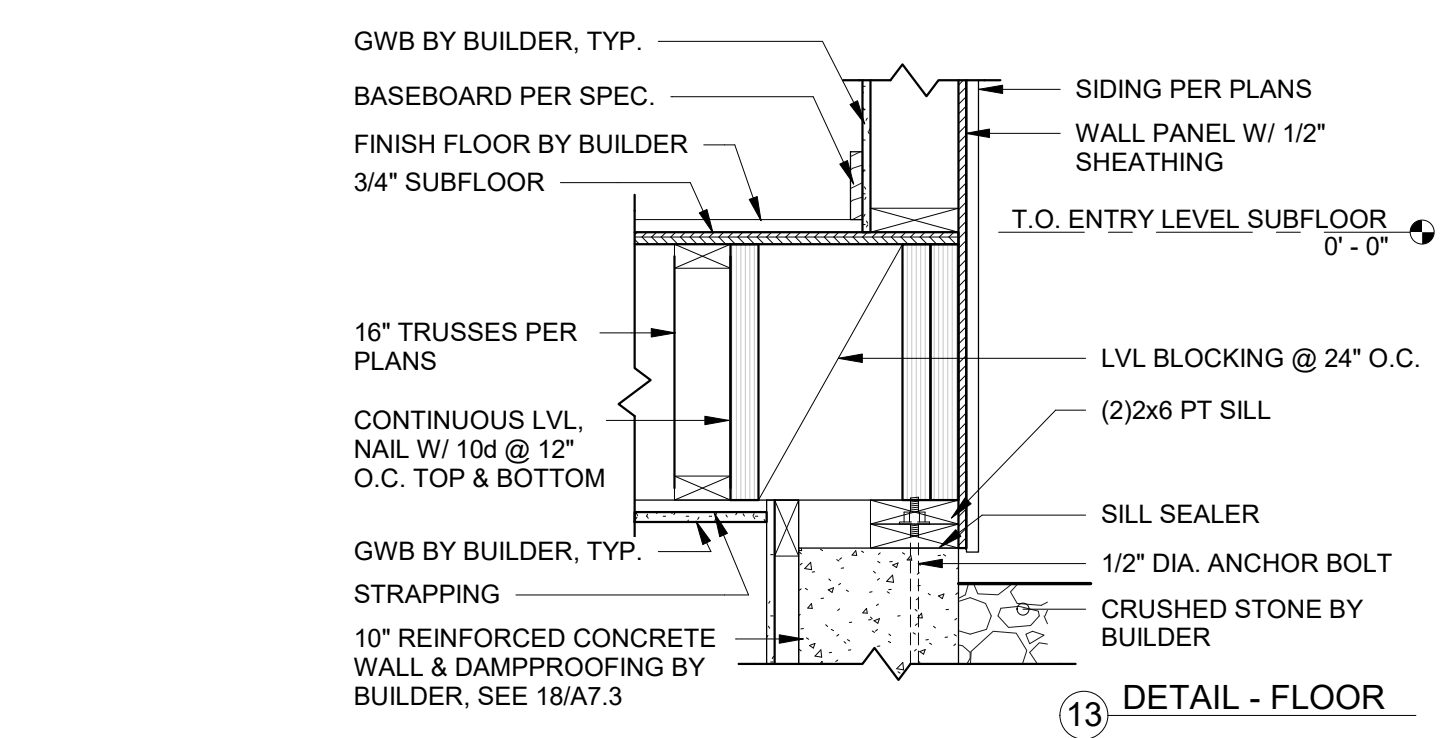 GWB BY BUILDER, TYP.
BASEBOARD PER SPEC.
FINISH FLOOR BY BUILDER
3/4" SUBFLOOR
16" TRUSSES PER
PLANS
CONTINUOUS LVL,
NAIL W/ 10d @ 12"
O.C. TOP & BOTTOM
GWB BY BUILDER, TYP.
STRAPPING
10" REINFORCED CONCRETE
WALL & DAMPPROOFING BY
BUILDER, SEE 18/A7.3
SIDING PER PLANS
WALL PANEL W/ 1/2"
SHEATHING
T.O. ENTRY LEVEL SUBFLOOR
0' - 0"
LVL BLOCKING @ 24" O.C.
(2)2x6 PT SILL
SILL SEALER
1/2" DIA. ANCHOR BOLT
CRUSHED STONE BY
BUILDER
13 DETAIL - FLOOR